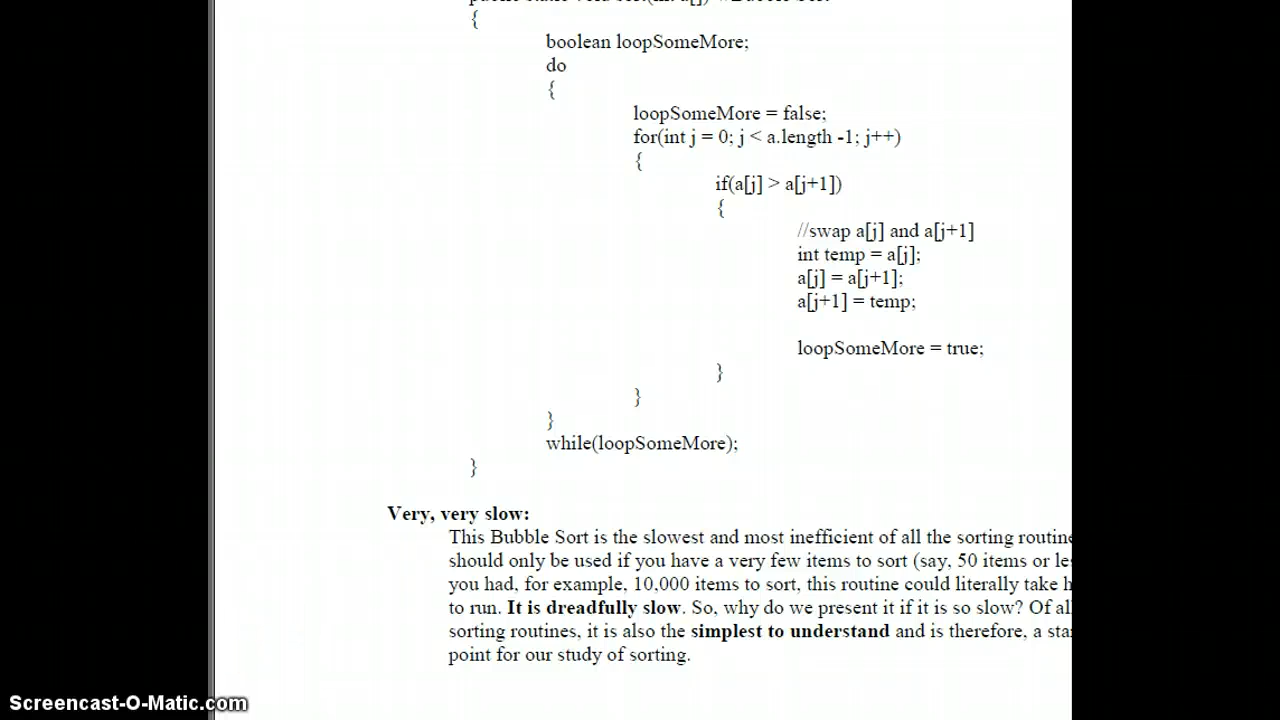 {
boolean loopSomeMore;
do
{
loopSomeMore = false;
for(int j = 0; j < a.length -1; j++)
{
if(a[j] > a[j+1])
{
//swap a[j] and a[j+1]
int temp = a[j];
a[j] = a[j+1];
a[j+1] = temp;
loopSomeMore = true;
}
}
}
while(loopSomeMore);
}
Very, very slow:
This Bubble Sort is the slowest and most inefficient of all the sorting routine
should only be used if you have a very few items to sort (say, 50 items or le
you had, for example, 10,000 items to sort, this routine could literally take h
to run. It is dreadfully slow. So, why do we present it if it is so slow? Of al
sorting routines, it is also the simplest to understand and is therefore, a sta
point for our study of sorting.
Screencast-O-Matic.com